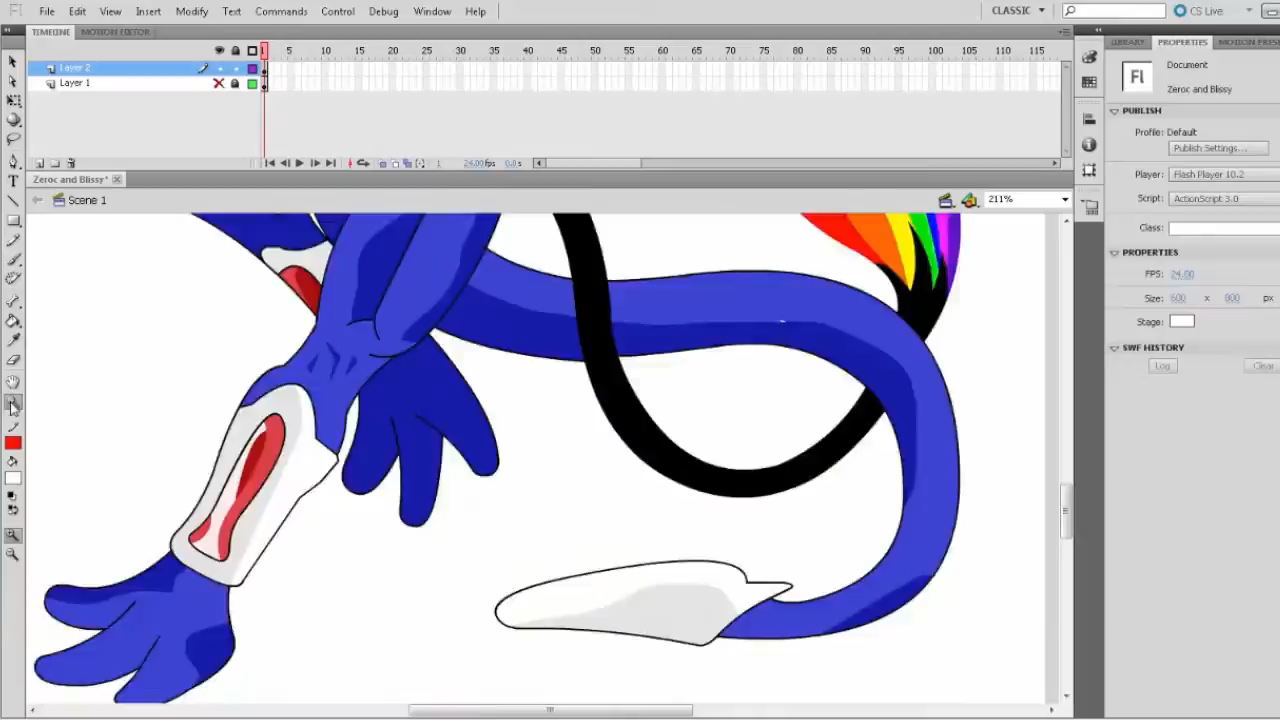 File Edit View Insert Modify Text Commands Control Debug Window Help CLASSIC CS Live
TIMELINE MOTION EDITOR
LIBRARY PROPERTIES MOTION PRES
1 5 10 15 20 25 30 35 40 45 50 55 60 65 70 75 80 85 90 95 100 105 110 115
Layer 2
Layer 1
Fl
Document
Zeroc and Blissy
PUBLISH
Profile: Default
Publish Settings...
1 24.00 fps 0.0 s
Zeroc and Blissy*
Player: Flash Player 10.2
Scene 1
211%
Script: ActionScript 3.0
Class:
PROPERTIES
FPS: 24.00
Size: 600 x 800 px
Stage:
SWF HISTORY
Log Clear
T